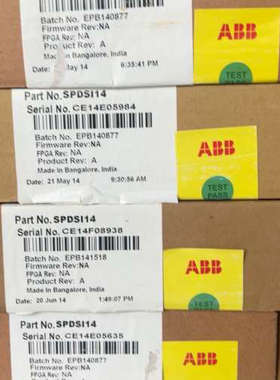 Batch No. EPB140877
Firmware Rev: NA
FPGA Rev: NA
Product Rev: A
Made In Bangalore, India
Date: May 14 6:35:41 PM
ABB
TEST
PASS
Part No. SPDSI14
Serial No. CE14E05984
Batch No. EPB140877
Firmware Rev:NA
FPGA Rev: NA
Product Rev: A
Made in Bangalore, India
Date: 21 May 14 9:30:56 AM
ABB
TEST
PASS
Part No. SPDSI14
Serial No. CE14F08938
Batch No. EPB141518
Firmware Rev:NA
FPGA Rev: NA
Product Rev: A
Made in Bangalore, India
Date: 20 Jun 14 1:49:07 PM
ABB
TEST
Part No. SPDSI14
Serial No. CE14E05635
Batch No. EPB140877
Firmware Rev:NA
ABB